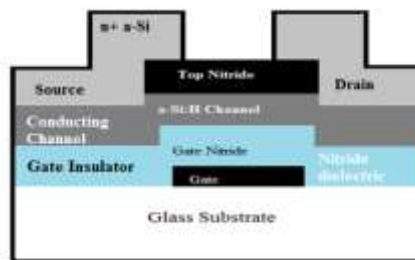 n+ a-Si
Top Nitride
Source
Drain
a-Si:H Channel
Conducting
Channel
Gate Nitride
Gate Insulator
Nitride
dielectric
Gate
Glass Substrate